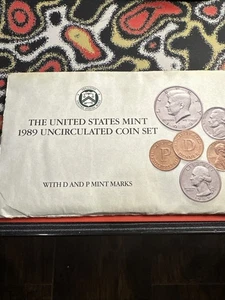 THE UNITED STATES MINT
1989 UNCIRCULATED COIN SET
P
D
WITH D AND P MINT MARKS